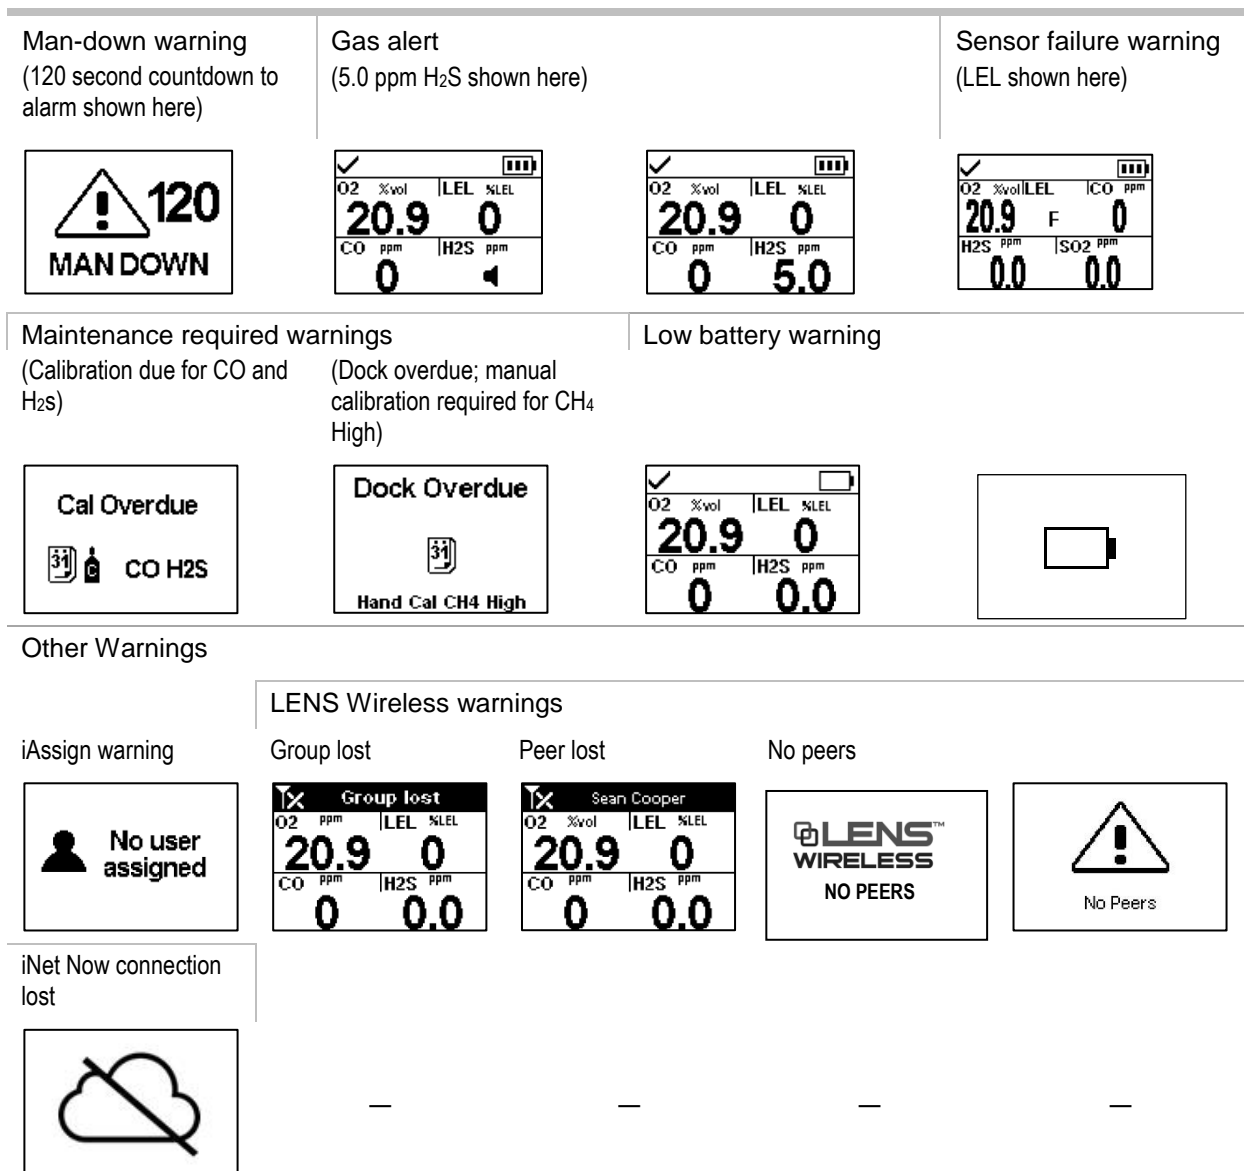 Man-down warning
(120 second countdown to
alarm shown here)
Gas alert
(5.0 ppm H2S shown here)
Sensor failure warning
(LEL shown here)
120
MAN DOWN
O2 %vol LEL %LEL
20.9 0
CO ppm H2S ppm
0
O2 %vol LEL %LEL
20.9 0
CO ppm H2S ppm
0 5.0
O2 %vol LEL CO ppm
20.9 F 0
H2S ppm SO2 ppm
0.0 0.0
Maintenance required warnings
(Calibration due for CO and
H2s)
(Dock overdue; manual
calibration required for CH4
High)
Low battery warning
Cal Overdue
31 C CO H2S
Dock Overdue
31
Hand Cal CH4 High
O2 %vol LEL %LEL
20.9 0
CO ppm H2S ppm
0 0.0
Other Warnings
LENS Wireless warnings
iAssign warning
Group lost
Peer lost
No peers
No user
assigned
Group lost
O2 ppm LEL %LEL
20.9 0
CO ppm H2S ppm
0 0.0
Sean Cooper
O2 %vol LEL %LEL
20.9 0
CO ppm H2S ppm
0 0.0
LENS™
WIRELESS
NO PEERS
No Peers
iNet Now connection
lost
— — — —